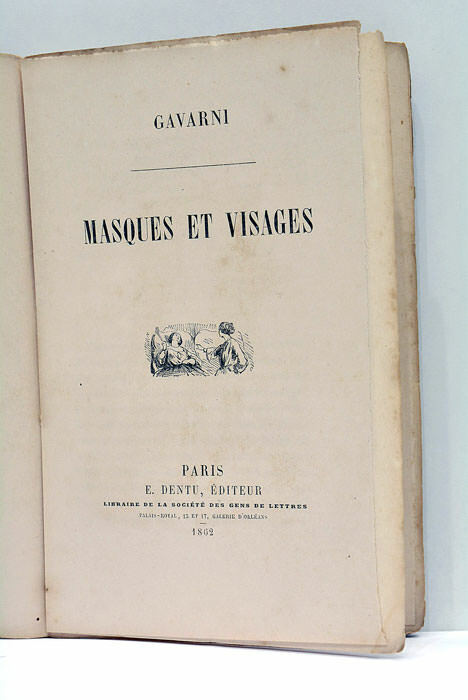 GAVARNI
MASQUES ET VISAGES
PARIS
E. DENTU, ÉDITEUR
LIBRAIRE DE LA SOCIÉTÉ DES GENS DE LETTRES
PALAIS-ROYAL, 13 ET 17, GALERIE D'ORLÉANS
1862